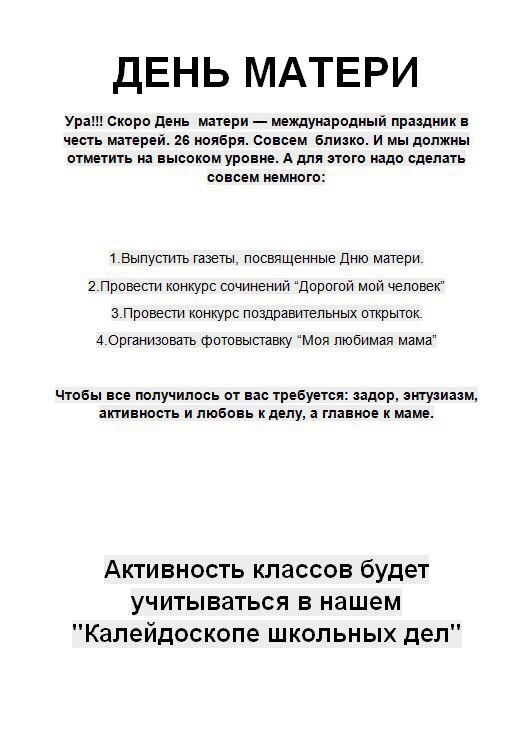 ДЕНЬ МАТЕРИ
Ура!!! Скоро День  матери — международный праздник в
честь матерей. 26 ноября. Совсем  близко. И мы должны
отметить на высоком уровне. А для этого надо сделать
совсем немного:
1.Выпустить газеты, посвященные Дню матери.
2.Провести конкурс сочинений “Дорогой мой человек”
3.Провести конкурс поздравительных открыток.
4.Организовать фотовыставку “Моя любимая мама”
Чтобы все получилось от вас требуется: задор, энтузиазм,
активность и любовь к делу, а главное к маме.
Активность классов будет
учитываться в нашем
"Калейдоскопе школьных дел"